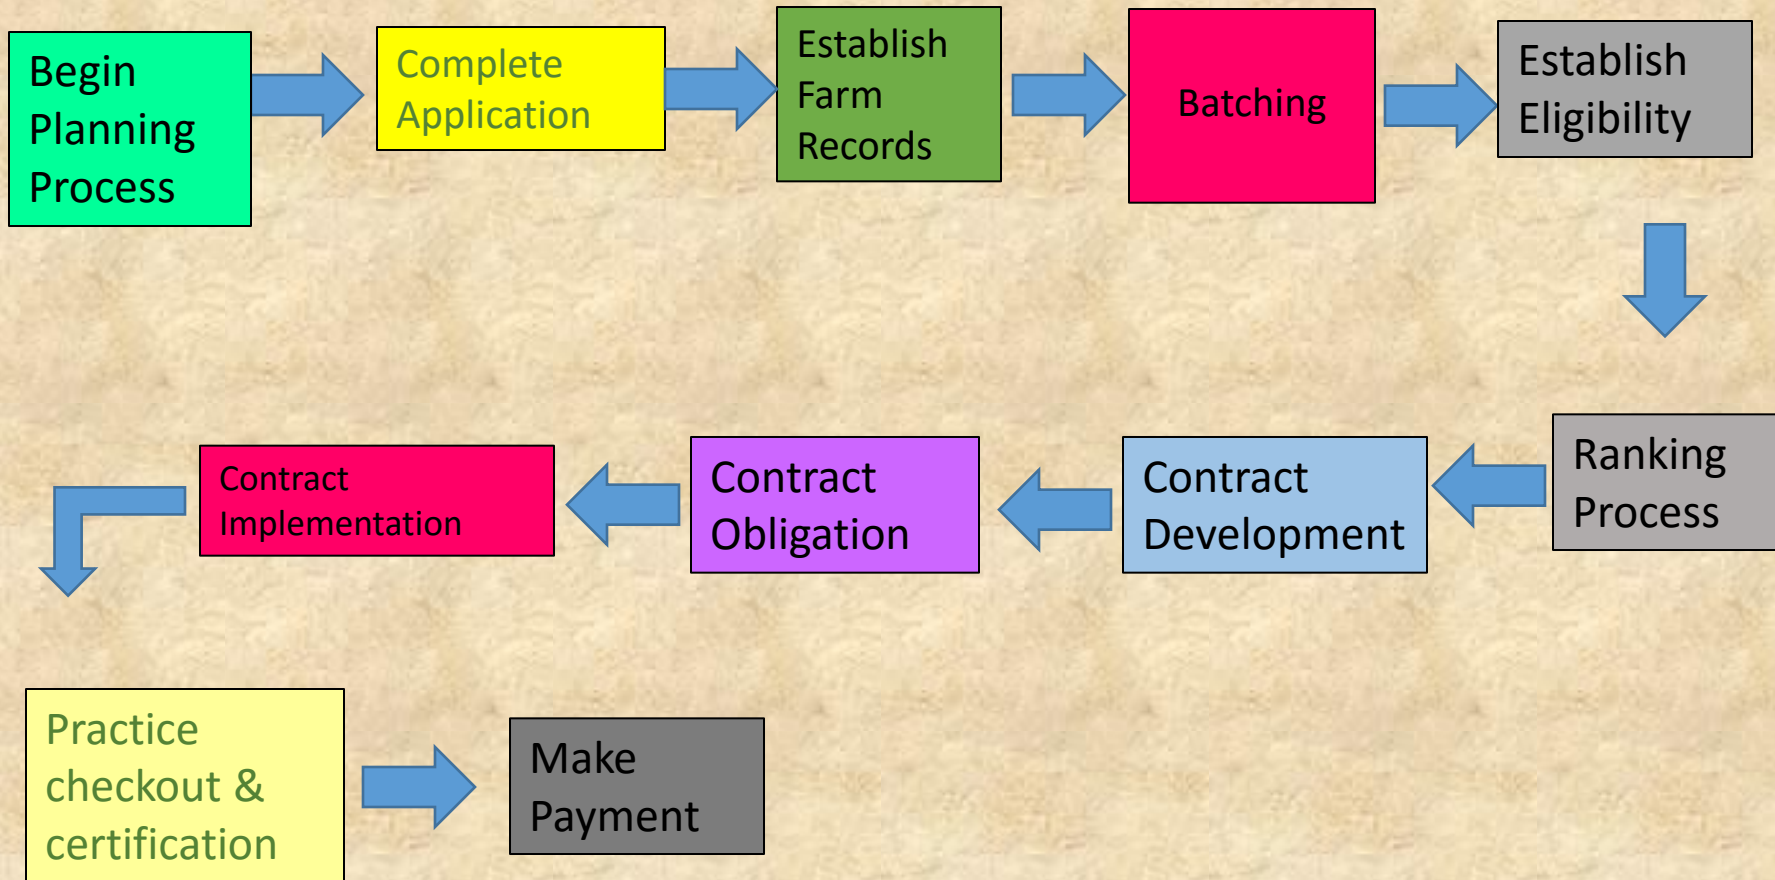 Begin
Planning
Process
Complete
Application
Establish
Farm
Records
Batching
Establish
Eligibility
Ranking
Process
Contract
Development
Contract
Obligation
Contract
Implementation
Practice
checkout &
certification
Make
Payment